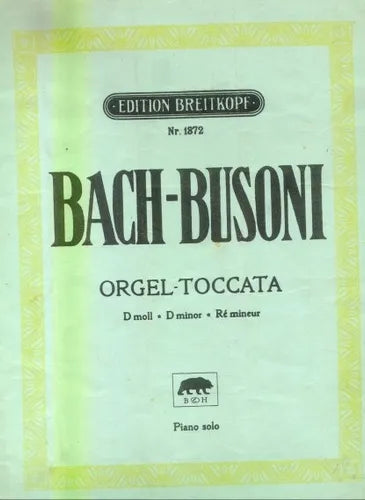 ·EDITION BREITKOPF·
Nr. 1872
BACH-BUSONI
ORGEL-TOCCATA
D moll • D minor • Ré mineur
B & H
Piano solo